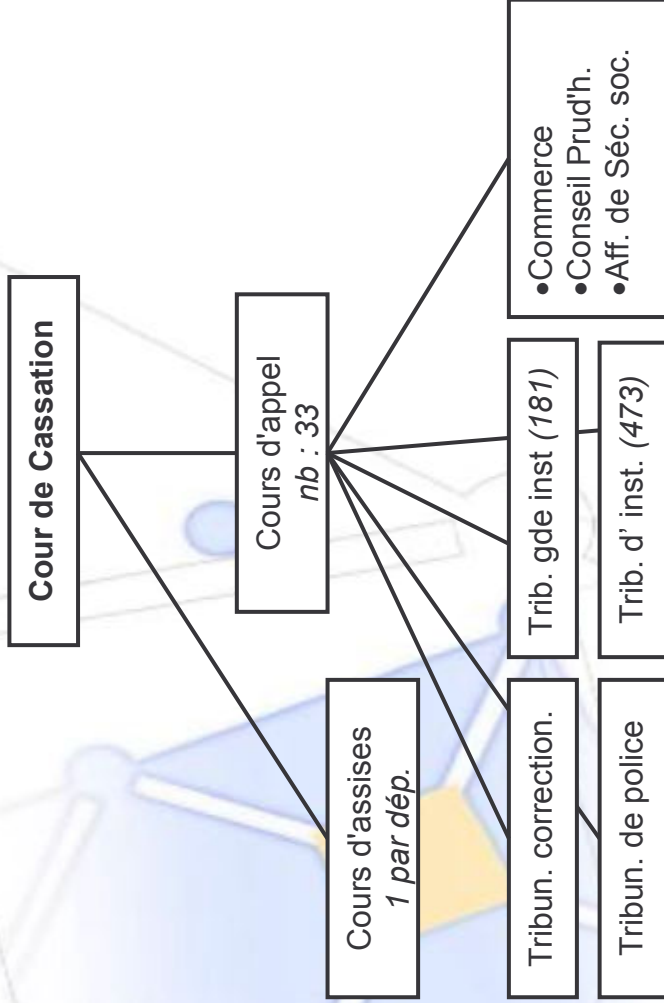 Cour de Cassation
Cours d'appel
nb : 33
Cours d'assises
1 par dép.
Tribun. correction.
Tribun. de police
Trib. gde inst (181)
Trib. d' inst. (473)
•Commerce
•Conseil Prud'h.
•Aff. de Séc. soc.